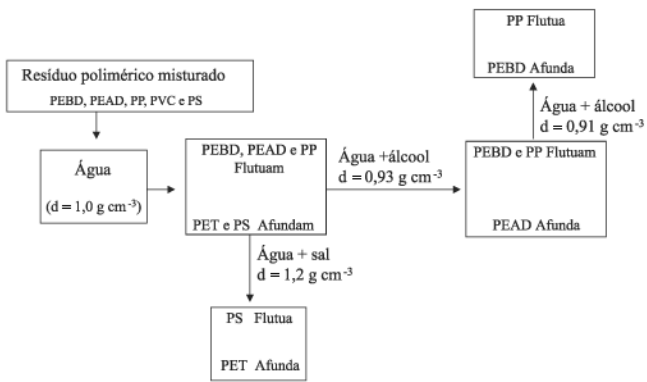 Resíduo polimérico misturado
PEBD, PEAD, PP, PVC e PS
Água
(d = 1,0 g cm-3)
PEBD, PEAD e PP
Flutuam
PET e PS Afundam
Água +álcool
d = 0,93 g cm-3
PEBD e PP Flutuam
PEAD Afunda
Água + álcool
d = 0,91 g cm-3
PP Flutua
PEBD Afunda
Água + sal
d = 1,2 g cm-3
PS Flutua
PET Afunda